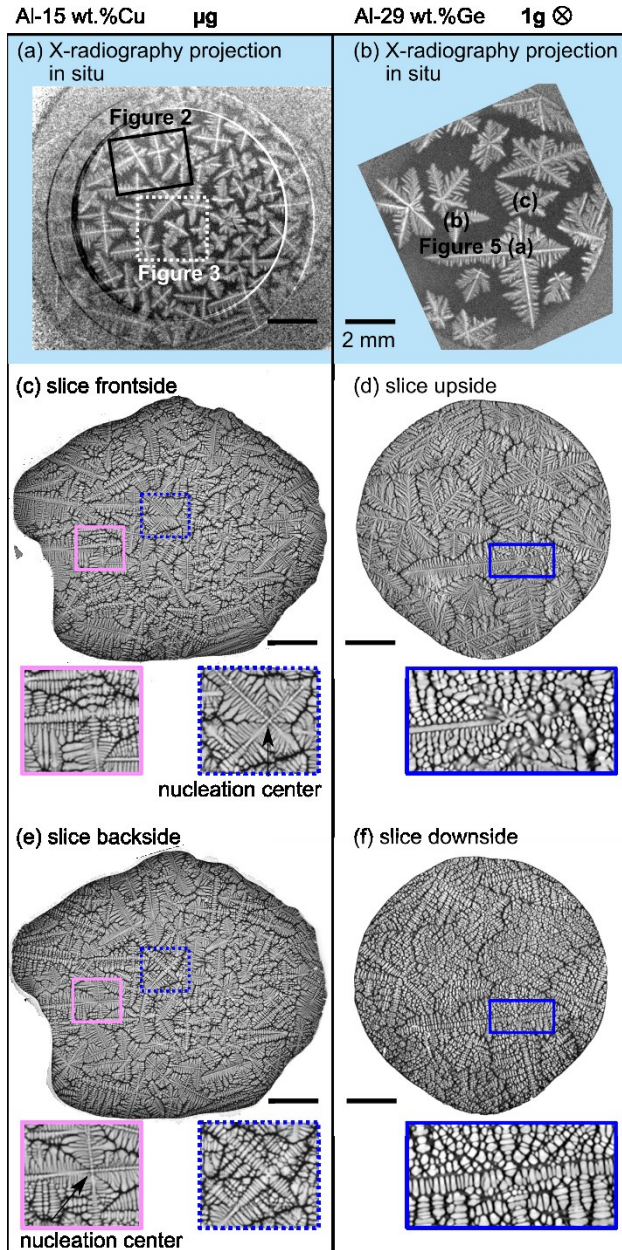 Al-15 wt.%Cu µg
Al-29 wt.%Ge 1g ⊗
(a) X-radiography projection
in situ
Figure 2
Figure 3
(b) X-radiography projection
in situ
(c)
(b)
Figure 5 (a)
2 mm
(c) slice frontside
nucleation center
(d) slice upside
(e) slice backside
nucleation center
(f) slice downside